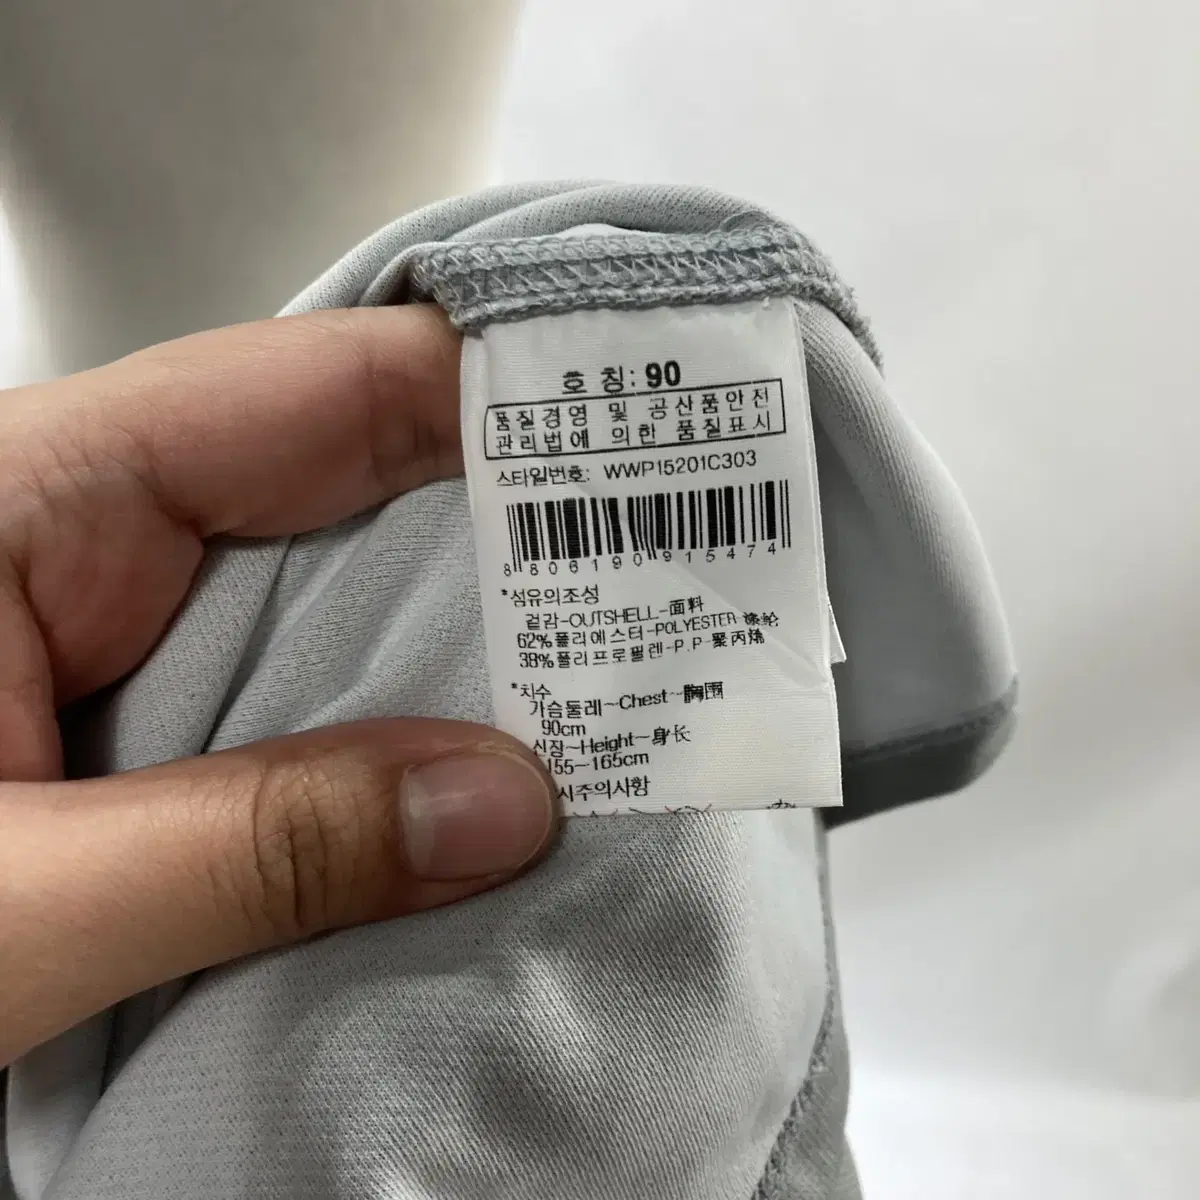 호 칭: 90
품질경영 및 공산품안전
관리법에 의한 품질표시
스타일번호: WWP15201C303
8 806190 915474
*섬유의조성
겉감-OUTSHELL-面料
62%폴리에스터-POLYESTER-涤纶
38%폴리프로필렌-P.P-聚丙烯
*치수
가슴둘레~Chest~胸围
90cm
신장~Height~身长
155~165cm
시주의사항